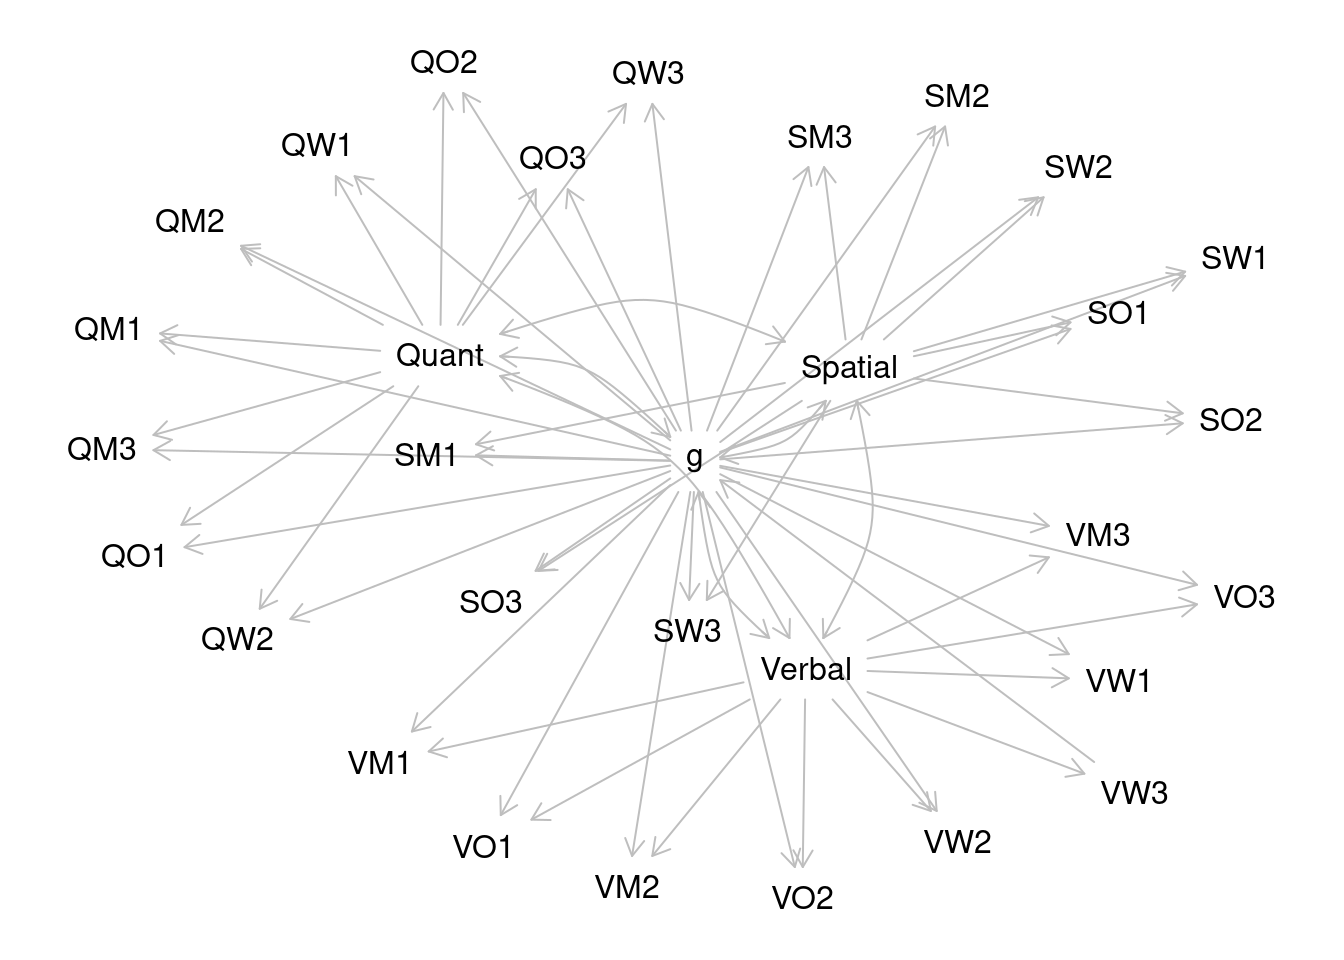 QO2
QW3
SM2
SM3
QW1
QO3
SW2
QM2
SW1
SO1
QM1
Quant
Spatial
SO2
QM3
SM1
g
VM3
QO1
VO3
SO3
SW3
QW2
Verbal
VW1
VM1
VW3
VW2
VO1
VM2
VO2